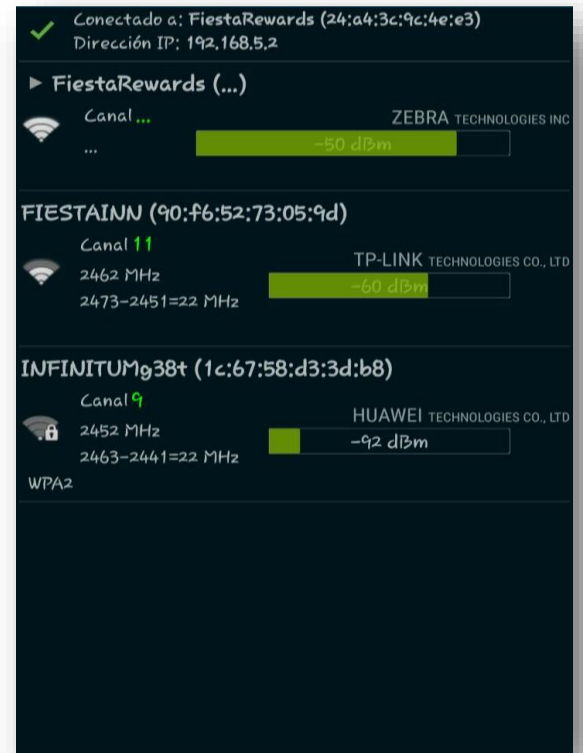 Conectado a: FiestaRewards (24:a4:3c:9c:4e:e3)
Dirección IP: 192.168.5.2
FiestaRewards (...)
Canal ...
ZEBRA TECHNOLOGIES INC
...
-50 dBm
FIESTAINN (90:f6:52:73:05:9d)
Canal 11
TP-LINK TECHNOLOGIES CO., LTD
2462 MHz
-60 dBm
2473-2451=22 MHz
INFINITUMg38t (1c:67:58:d3:3d:b8)
Canal 9
HUAWEI TECHNOLOGIES CO., LTD
2452 MHz
-92 dBm
2463-2441=22 MHz
WPA2